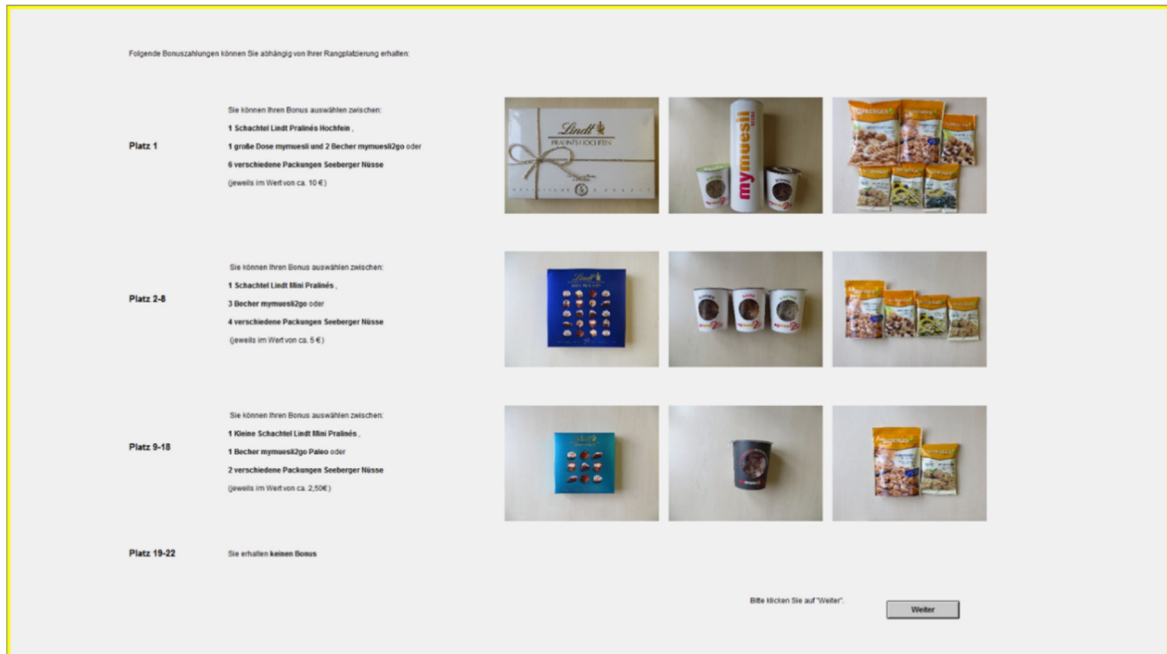 Folgende Bonuszahlungen können Sie abhängig von Ihrer Rangplatzierung erhalten:
Platz 1
Sie können Ihren Bonus auswählen zwischen:
1 Schachtel Lindt Pralinés Hochfein ,
1 große Dose mymuesli und 2 Becher mymuesli2go oder
6 verschiedene Packungen Seeberger Nüsse
(jeweils im Wert von ca. 10 €)
Lindt
PRALINÉS HOCHFEIN
mymuesli
Platz 2-8
Sie können Ihren Bonus auswählen zwischen:
1 Schachtel Lindt Mini Pralinés ,
3 Becher mymuesli2go oder
4 verschiedene Packungen Seeberger Nüsse
(jeweils im Wert von ca. 5 €)
Lindt
Platz 9-18
Sie können Ihren Bonus auswählen zwischen:
1 Kleine Schachtel Lindt Mini Pralinés ,
1 Becher mymuesli2go Paleo oder
2 verschiedene Packungen Seeberger Nüsse
(jeweils im Wert von ca. 2,50€)
Platz 19-22
Sie erhalten keinen Bonus
Bitte klicken Sie auf "Weiter".
Weiter